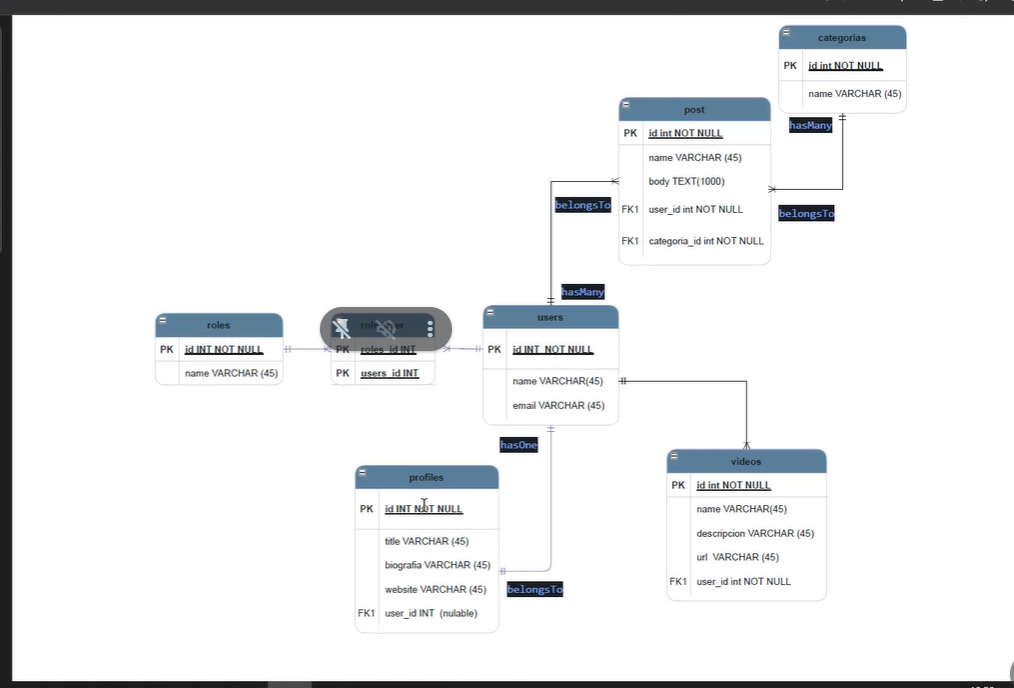 categorias
PK id int NOT NULL
name VARCHAR (45)
hasMany
post
PK id int NOT NULL
name VARCHAR (45)
body TEXT(1000)
FK1 user_id int NOT NULL
FK1 categoria_id int NOT NULL
belongsTo
belongsTo
hasMany
roles
PK id INT NOT NULL
name VARCHAR (45)
PK roles_id INT
PK users_id INT
users
PK id INT NOT NULL
name VARCHAR(45)
email VARCHAR (45)
hasOne
profiles
PK id INT NOT NULL
title VARCHAR (45)
biografia VARCHAR (45)
website VARCHAR (45)
FK1 user_id INT (nulable)
belongsTo
videos
PK id int NOT NULL
name VARCHAR(45)
descripcion VARCHAR (45)
url VARCHAR (45)
FK1 user_id int NOT NULL